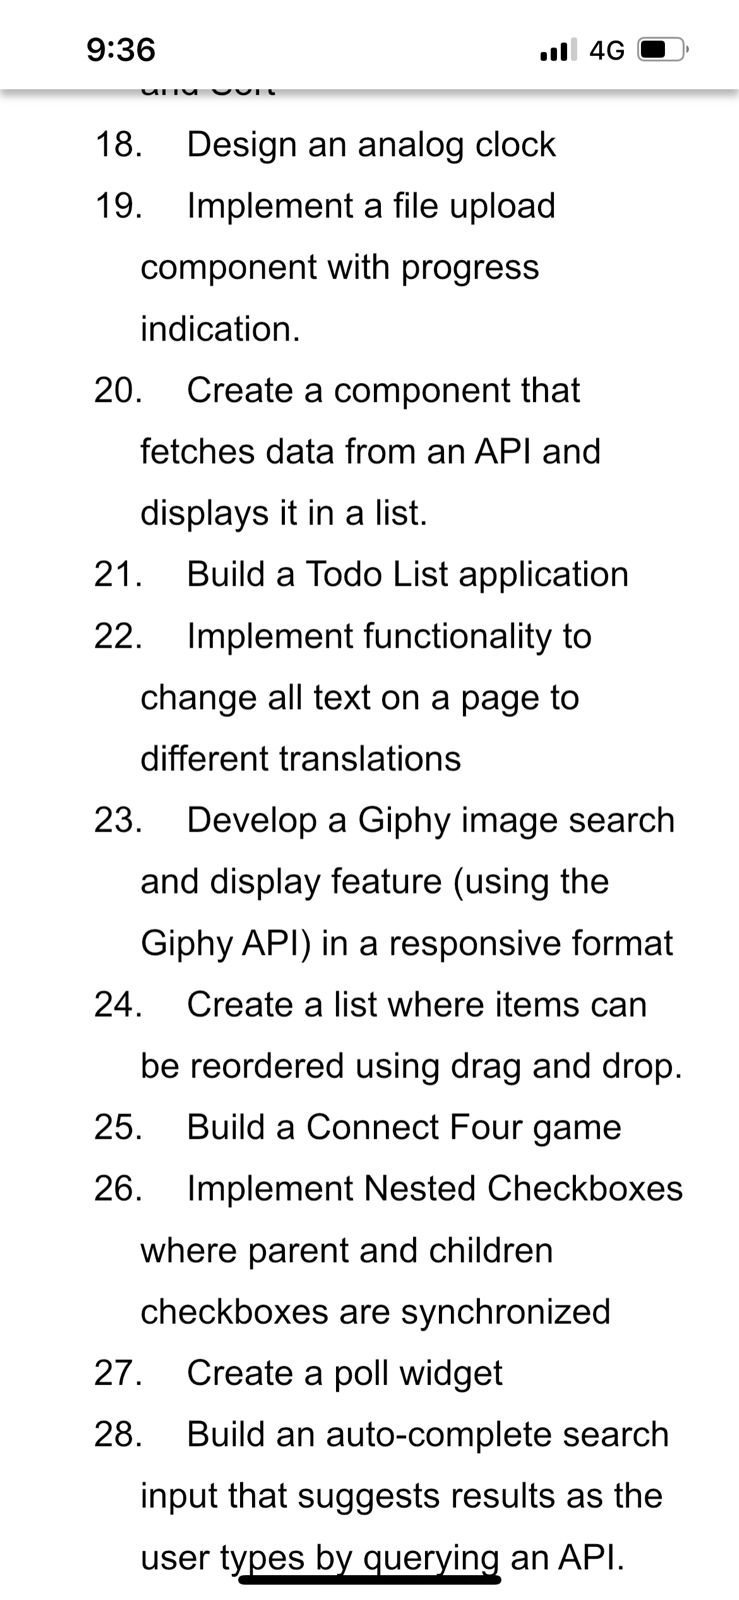 9:36 4G
and Sort
18. Design an analog clock
19. Implement a file upload
component with progress
indication.
20. Create a component that
fetches data from an API and
displays it in a list.
21. Build a Todo List application
22. Implement functionality to
change all text on a page to
different translations
23. Develop a Giphy image search
and display feature (using the
Giphy API) in a responsive format
24. Create a list where items can
be reordered using drag and drop.
25. Build a Connect Four game
26. Implement Nested Checkboxes
where parent and children
checkboxes are synchronized
27. Create a poll widget
28. Build an auto-complete search
input that suggests results as the
user types by querying an API.